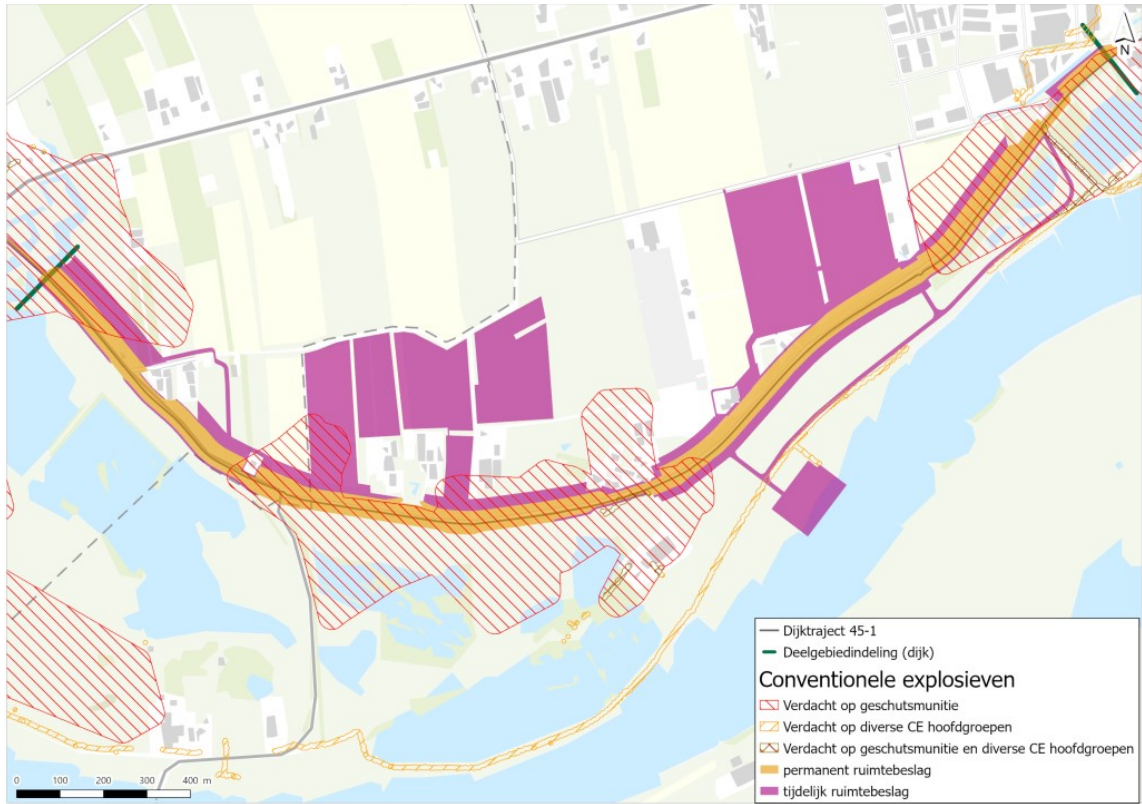 N
Dijktraject 45-1
Deelgebiedindeling (dijk)
Conventionele explosieven
Verdacht op geschutsmunitie
Verdacht op diverse CE hoofdgroepen
Verdacht op geschutsmunitie en diverse CE hoofdgroepen
permanent ruimtebeslag
tijdelijk ruimtebeslag
0 100 200 300 400 m